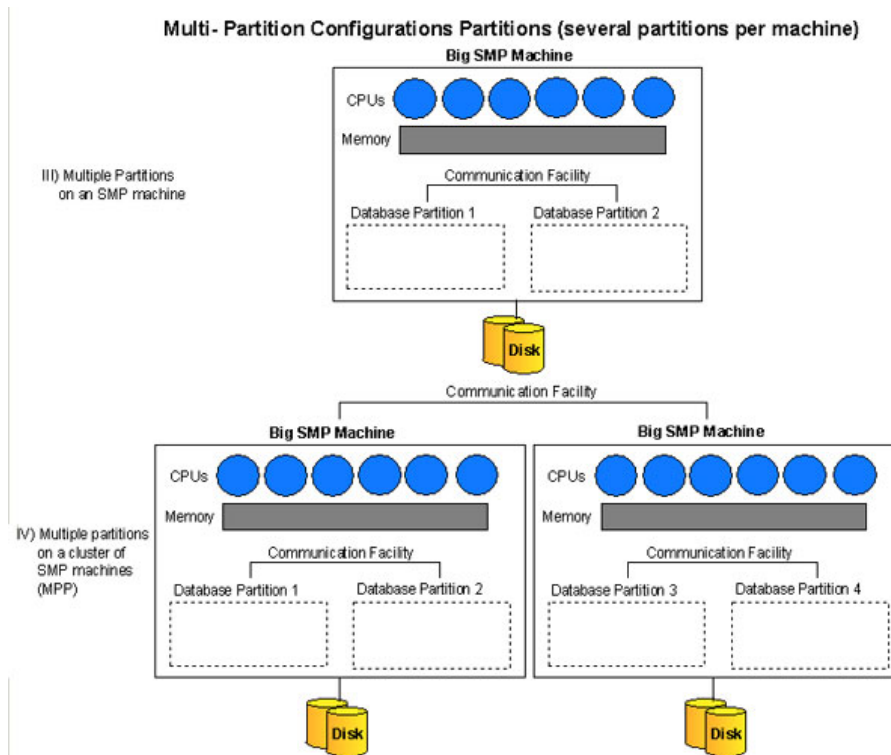 Multi- Partition Configurations Partitions (several partitions per machine)
Big SMP Machine
CPUs
Memory
III) Multiple Partitions
on an SMP machine
Communication Facility
Database Partition 1
Database Partition 2
Disk
Communication Facility
Big SMP Machine
CPUs
Memory
IV) Multiple partitions
on a cluster of
SMP machines
(MPP)
Communication Facility
Database Partition 1
Database Partition 2
Disk
Big SMP Machine
CPUs
Memory
Communication Facility
Database Partition 3
Database Partition 4
Disk